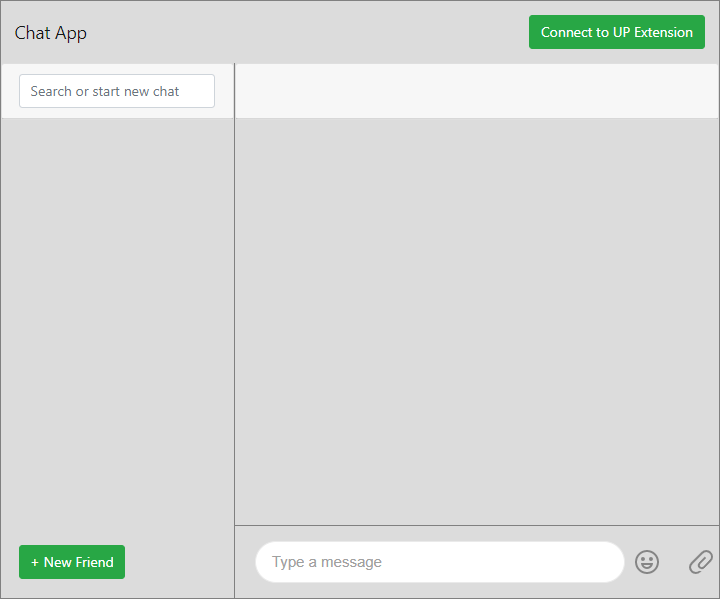 Chat App
Connect to UP Extension
Search or start new chat
+ New Friend
Type a message